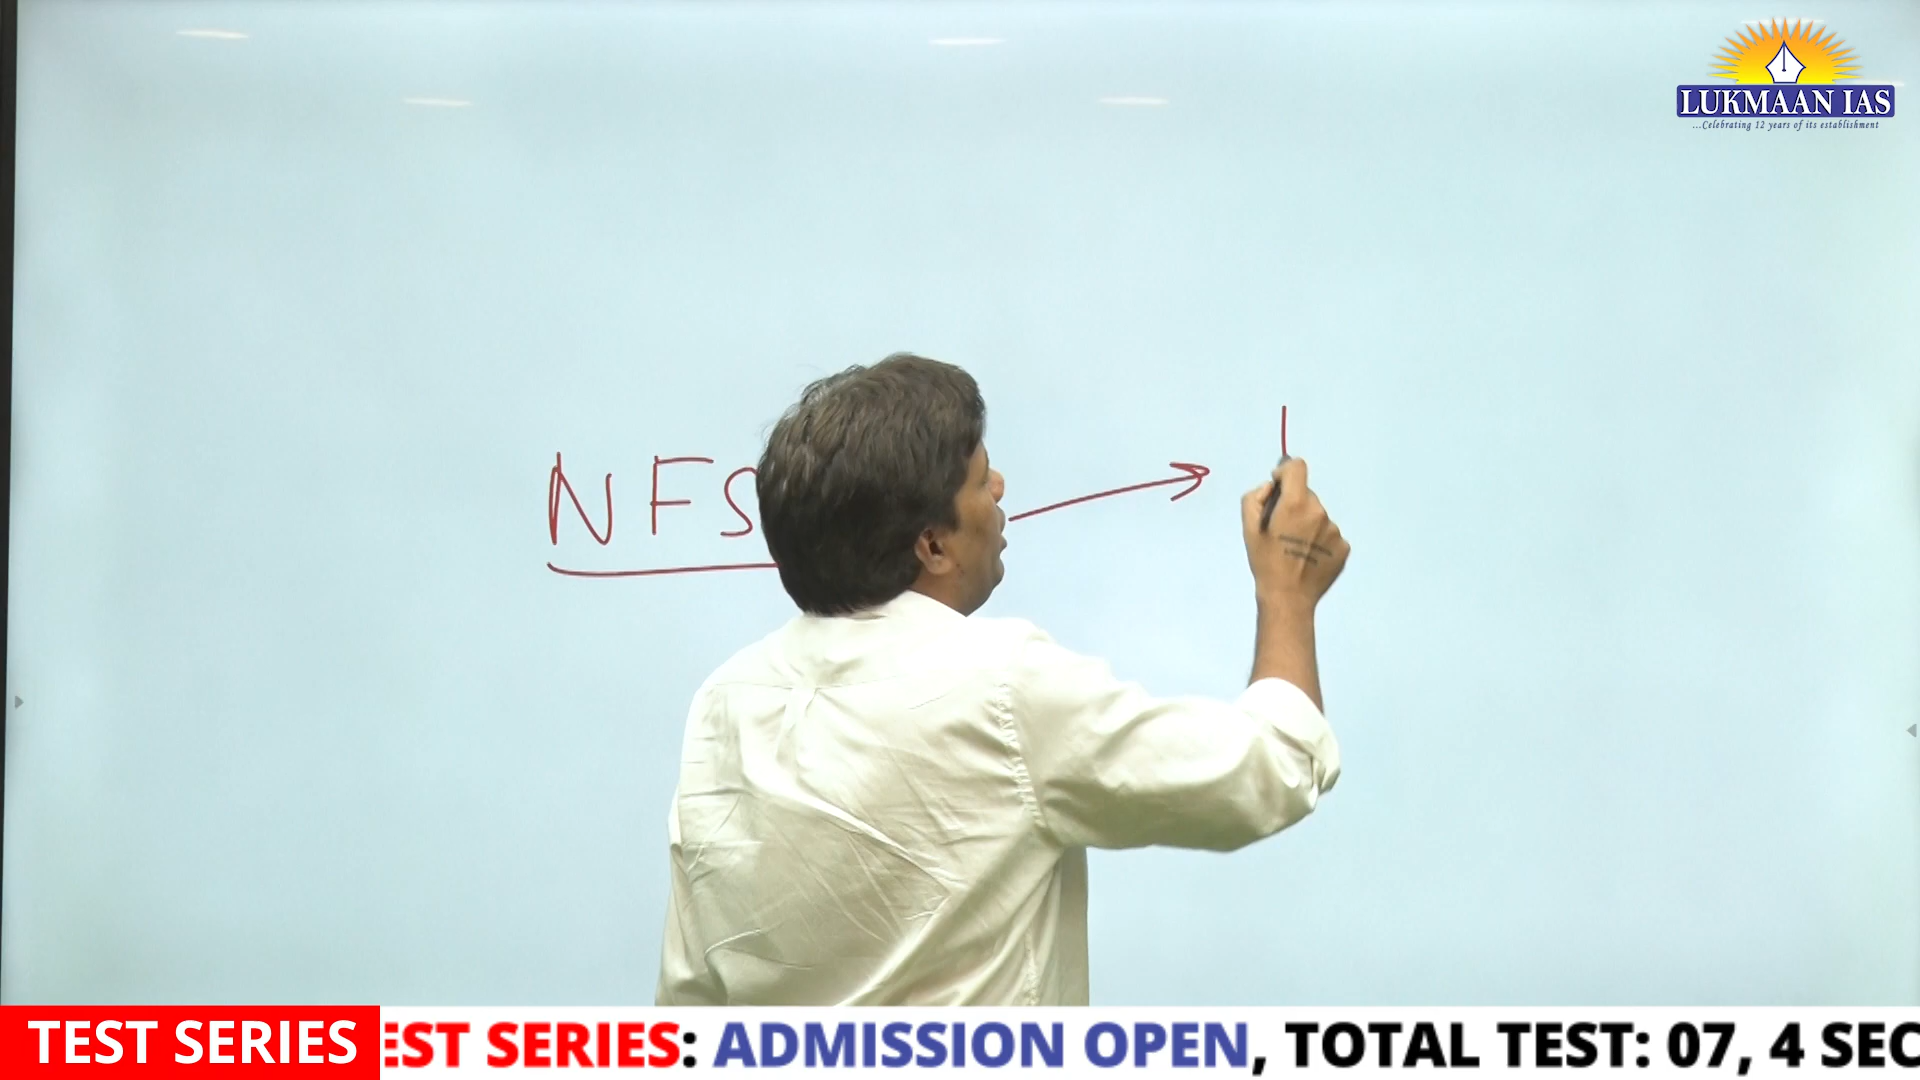 LUKMAAN IAS
...Celebrating 12 years of its establishment
NFS
TEST SERIES
EST SERIES: ADMISSION OPEN, TOTAL TEST: 07, 4 SEC